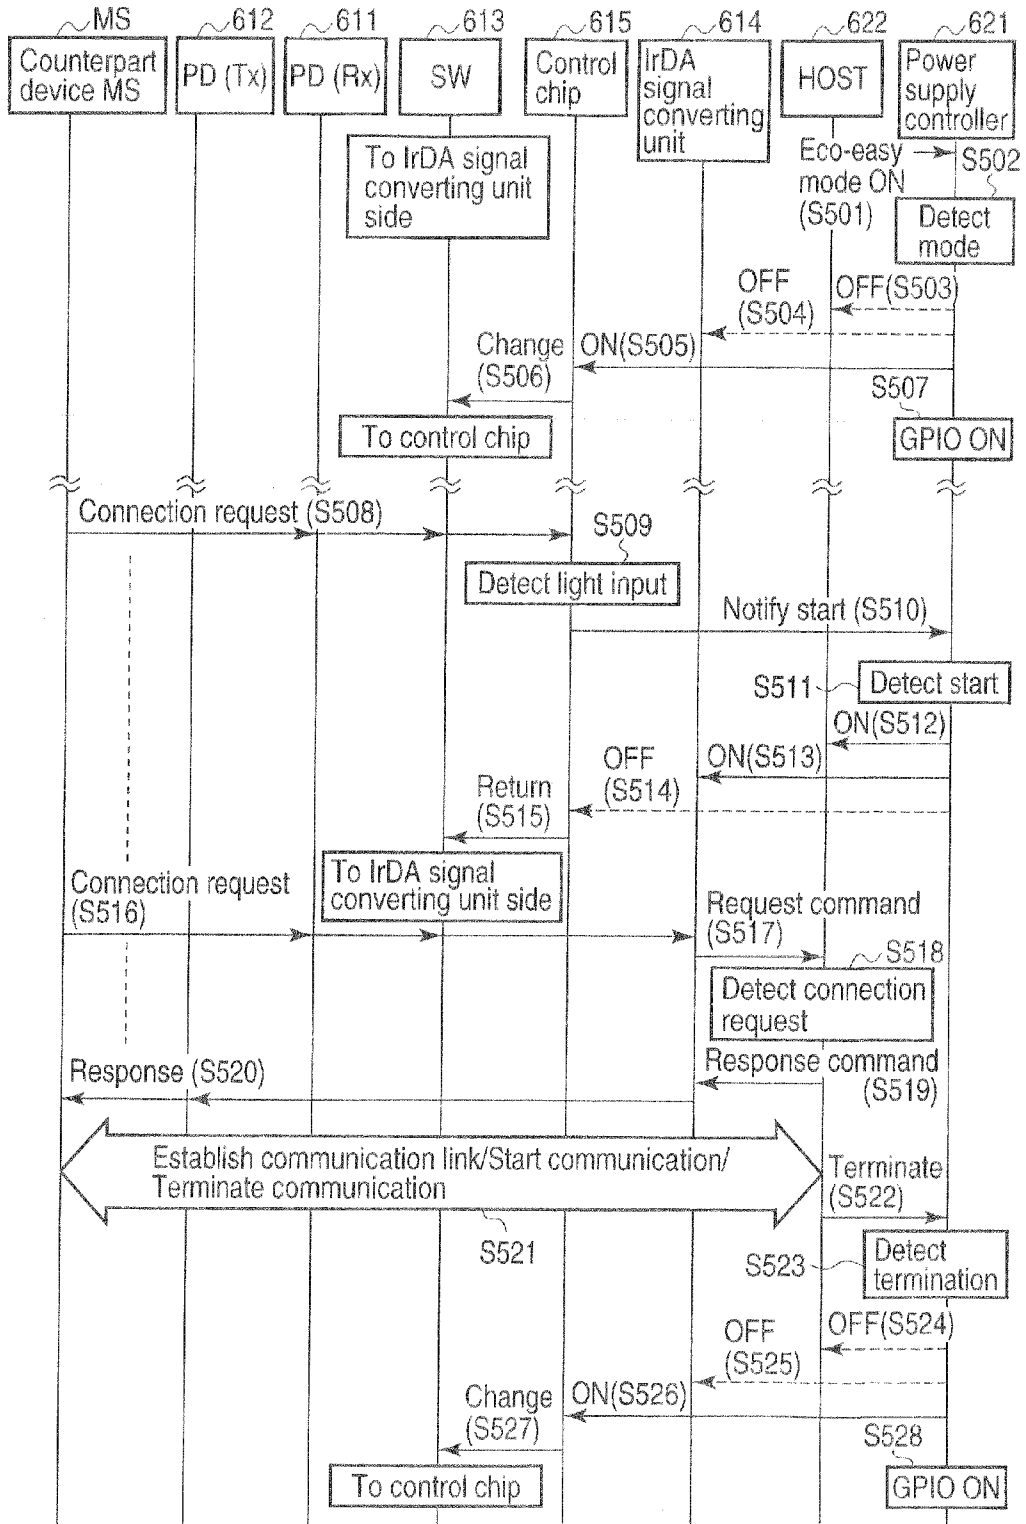 MS
612
611
613
615
614
622
621
Counterpart
device MS
PD (Tx)
PD (Rx)
SW
Control
chip
IrDA
signal
converting
unit
HOST
Power
supply
controller
To IrDA signal
converting unit
side
Eco-easy
mode ON
(S501)
S502
Detect
mode
OFF(S503)
OFF
(S504)
ON(S505)
Change
(S506)
S507
To control chip
GPIO ON
Connection request (S508)
S509
Detect light input
Notify start (S510)
S511
Detect start
ON(S512)
ON(S513)
OFF
(S514)
Return
(S515)
To IrDA signal
converting unit side
Connection request
(S516)
Request command
(S517)
S518
Detect connection
request
Response command
(S519)
Response (S520)
Establish communication link/Start communication/
Terminate communication
S521
Terminate
(S522)
S523
Detect
termination
OFF(S524)
OFF
(S525)
ON(S526)
Change
(S527)
S528
To control chip
GPIO ON